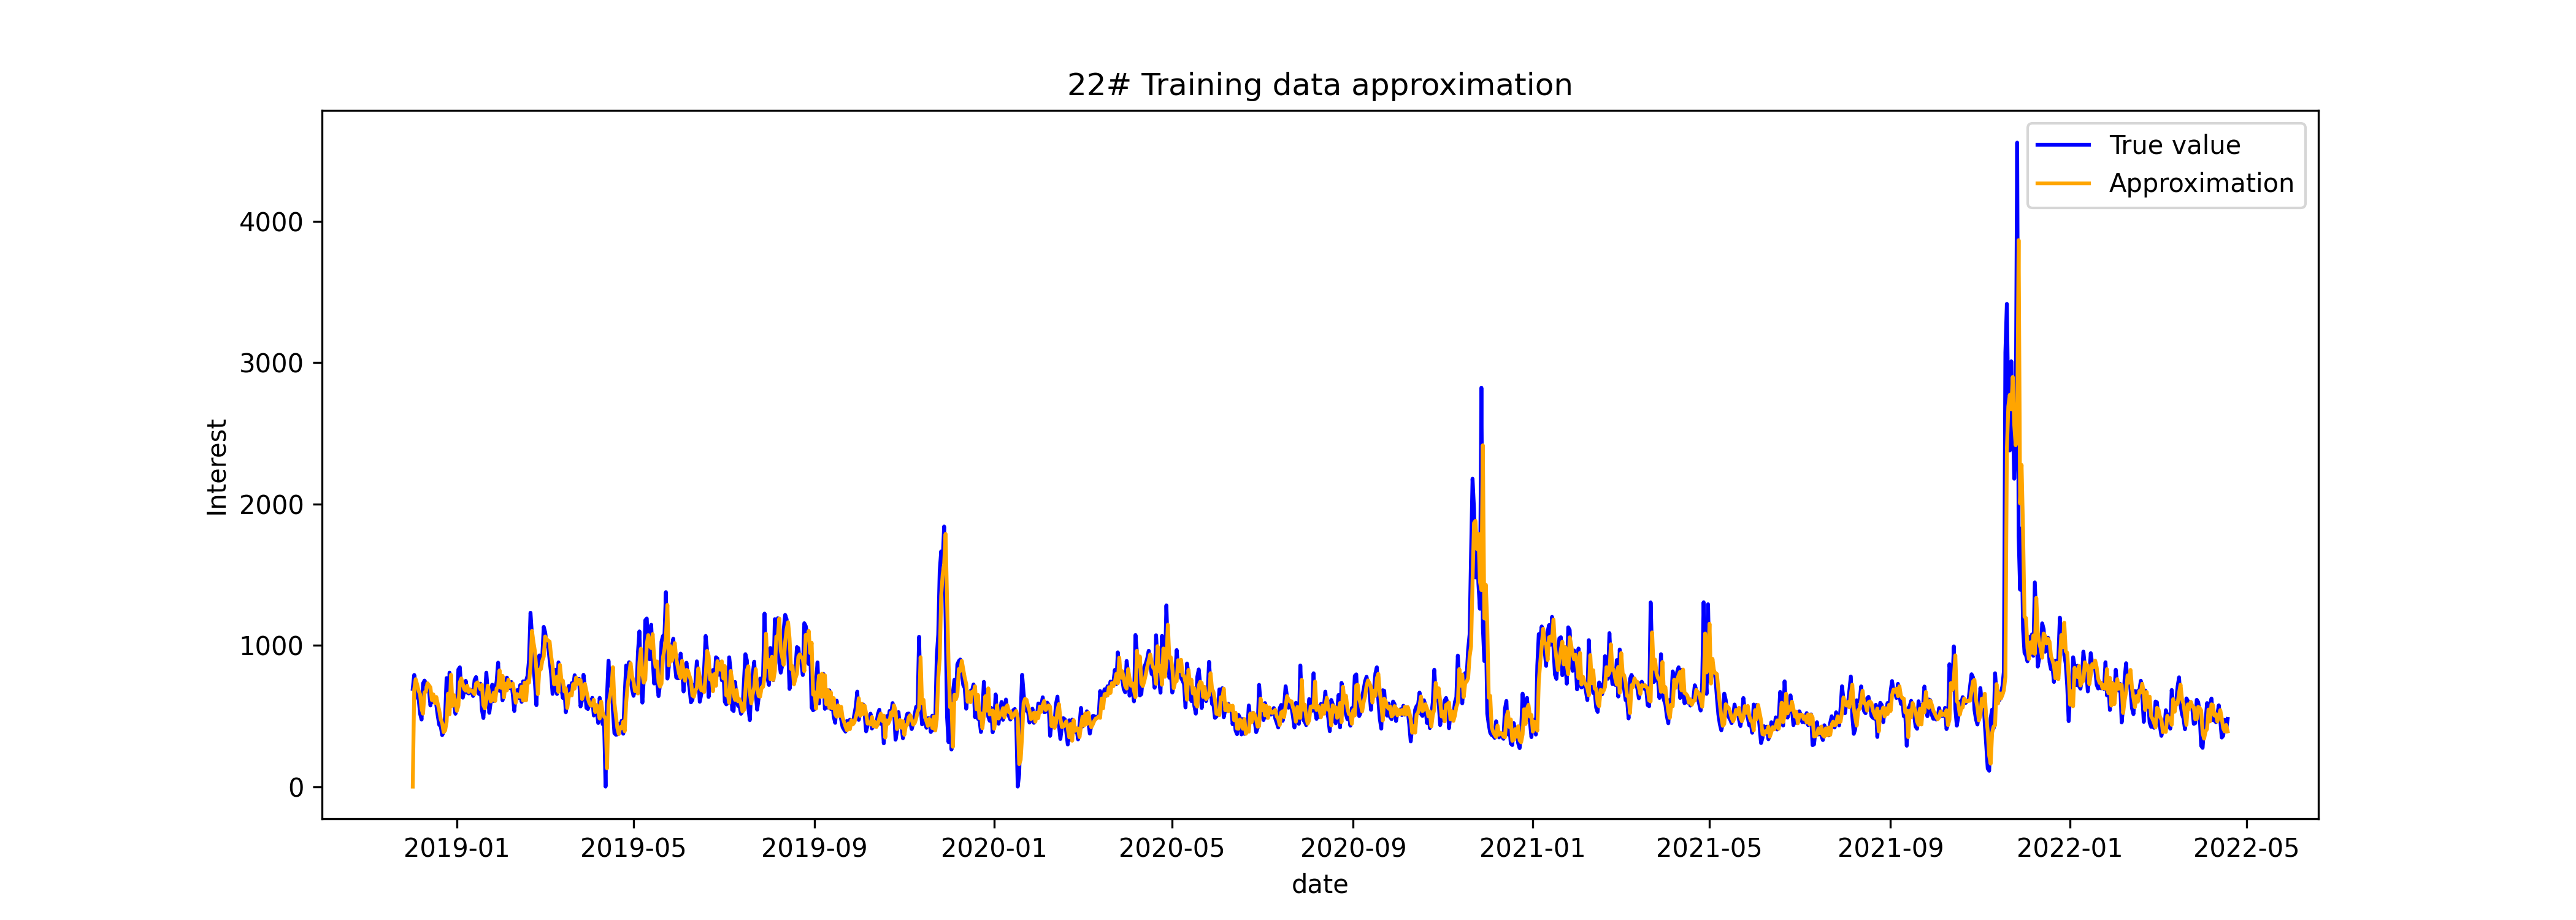 22# Training data approximation
True value
Approximation
Interest
4000
3000
2000
1000
0
2019-01 2019-05 2019-09 2020-01 2020-05 2020-09 2021-01 2021-05 2021-09 2022-01 2022-05
date